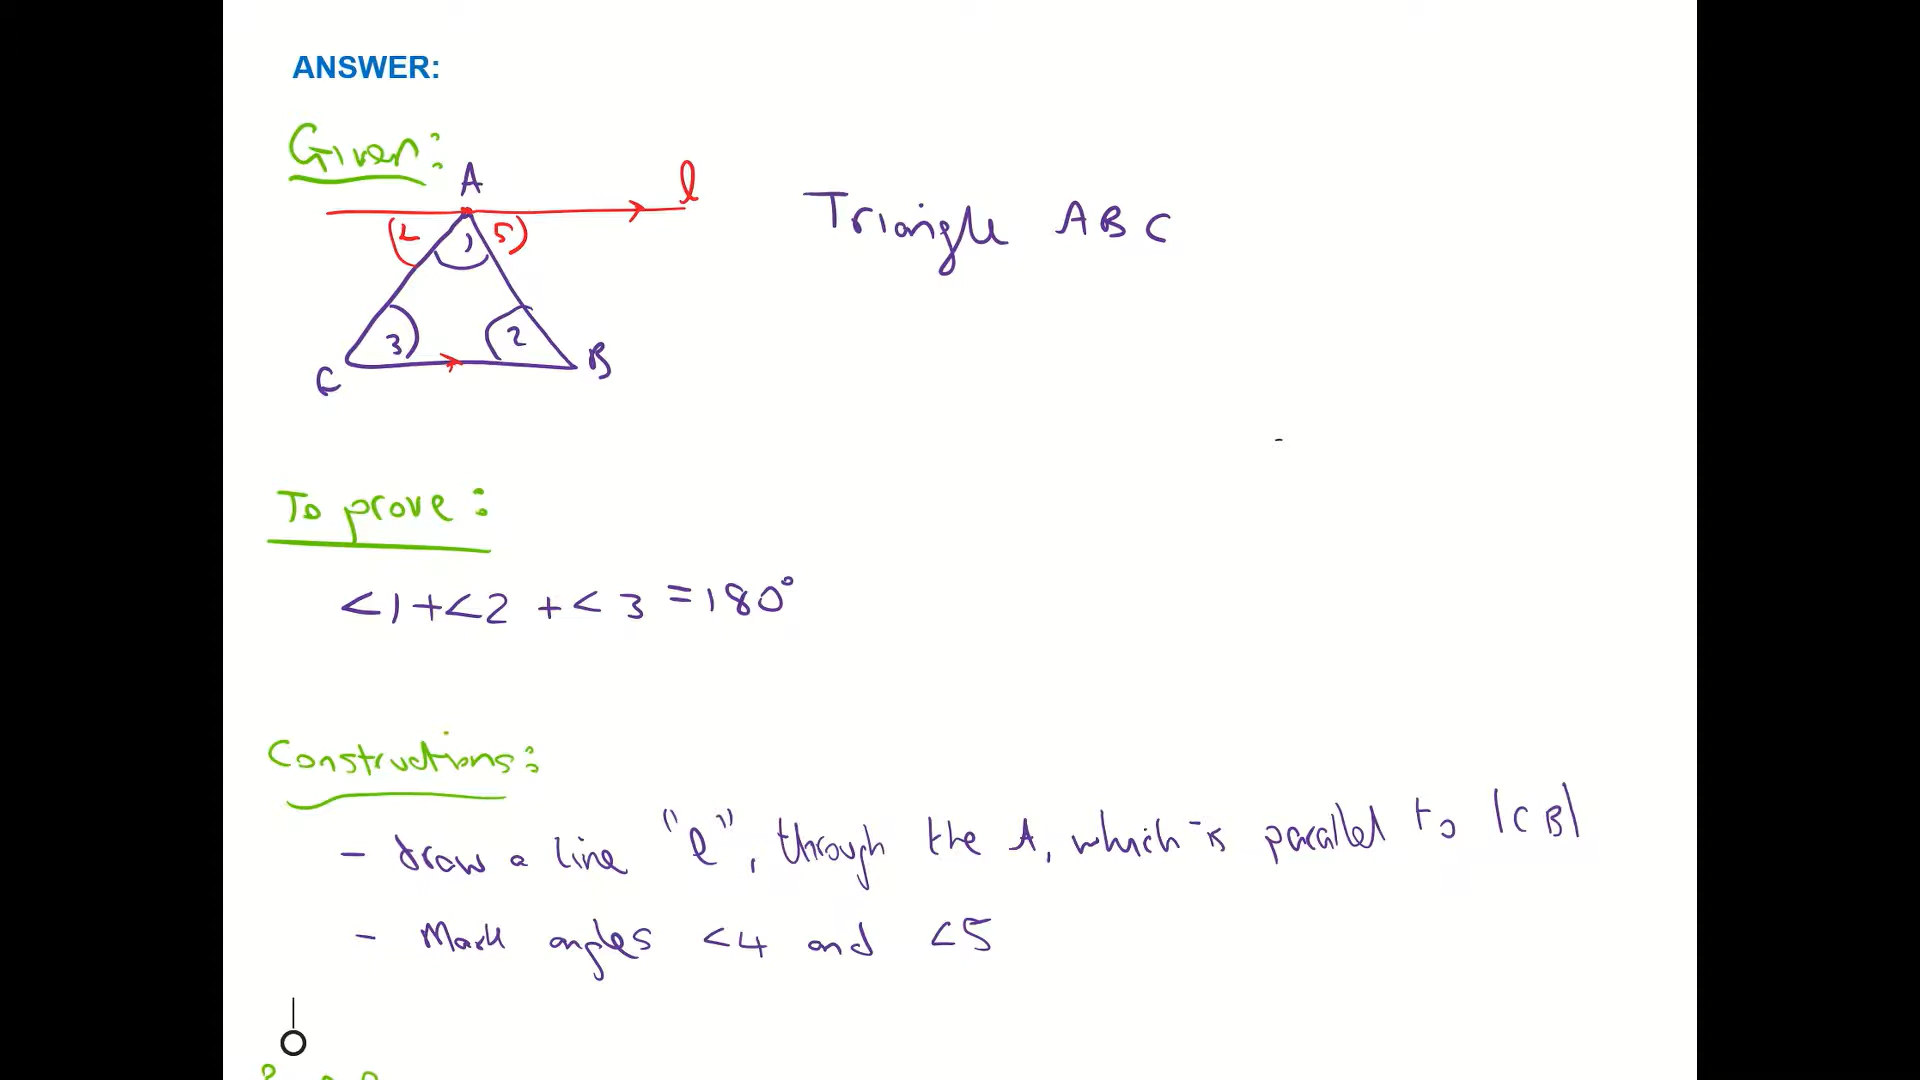 ANSWER:
Given:
A
l
Triangle ABC
4 1 5
3 2
C B
To prove:
<1+<2 +<3 =180°
Constructions:
- Draw a line "l", through the A, which is parallel to |CB|
- Mark angles <4 and <5